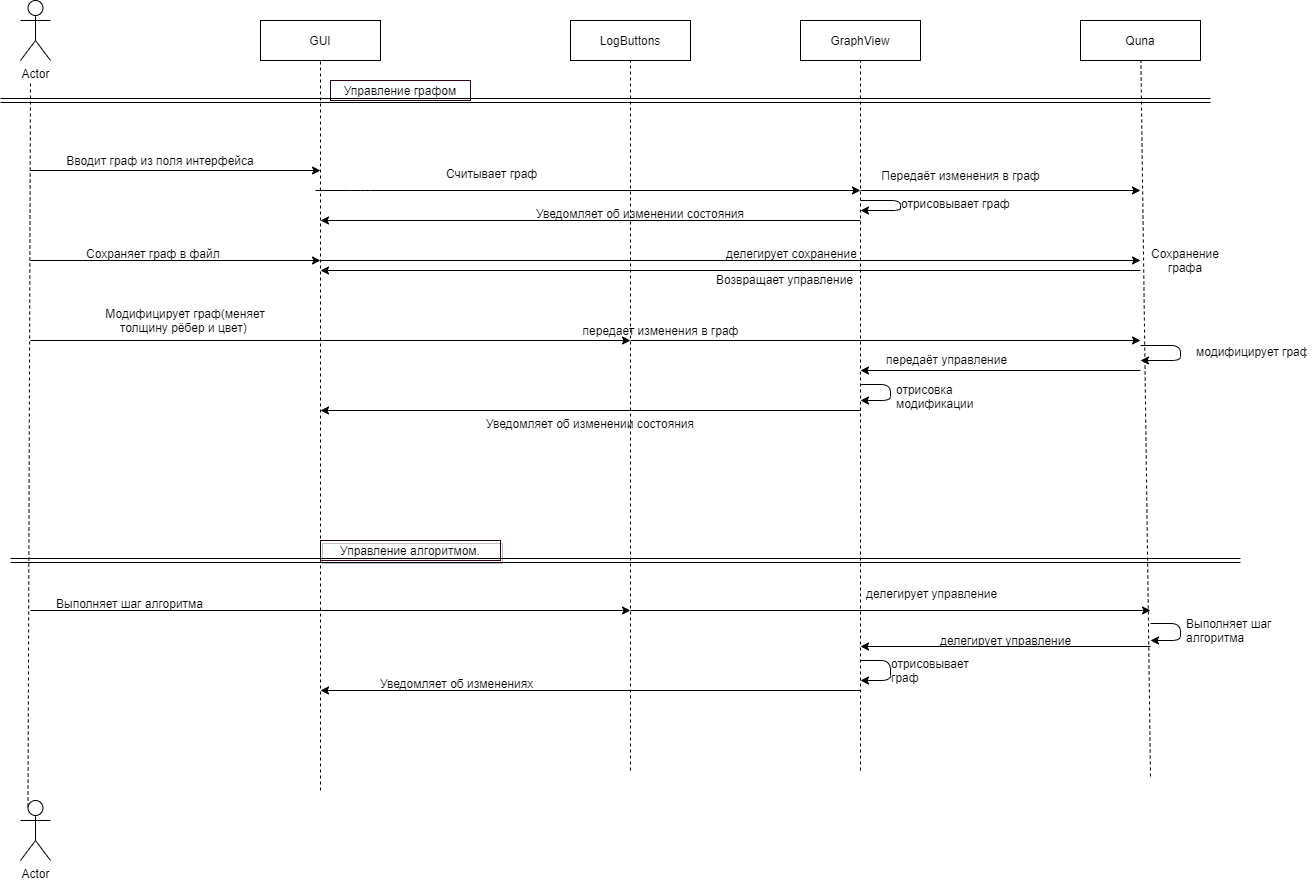 Actor
GUI
LogButtons
GraphView
Quna
Управление графом
Вводит граф из поля интерфейса
Считывает граф
Передаёт изменения в граф
отрисовывает граф
Уведомляет об изменении состояния
Сохраняет граф в файл
делегирует сохранение
Сохранение
графа
Возвращает управление
Модифицирует граф(меняет
толщину рёбер и цвет)
передает изменения в граф
модифицирует граф
передаёт управление
отрисовка
модификации
Уведомляет об изменении состояния
Управление алгоритмом.
Выполняет шаг алгоритма
делегирует управление
Выполняет шаг
алгоритма
делегирует управление
отрисовывает
граф
Уведомляет об изменениях
Actor